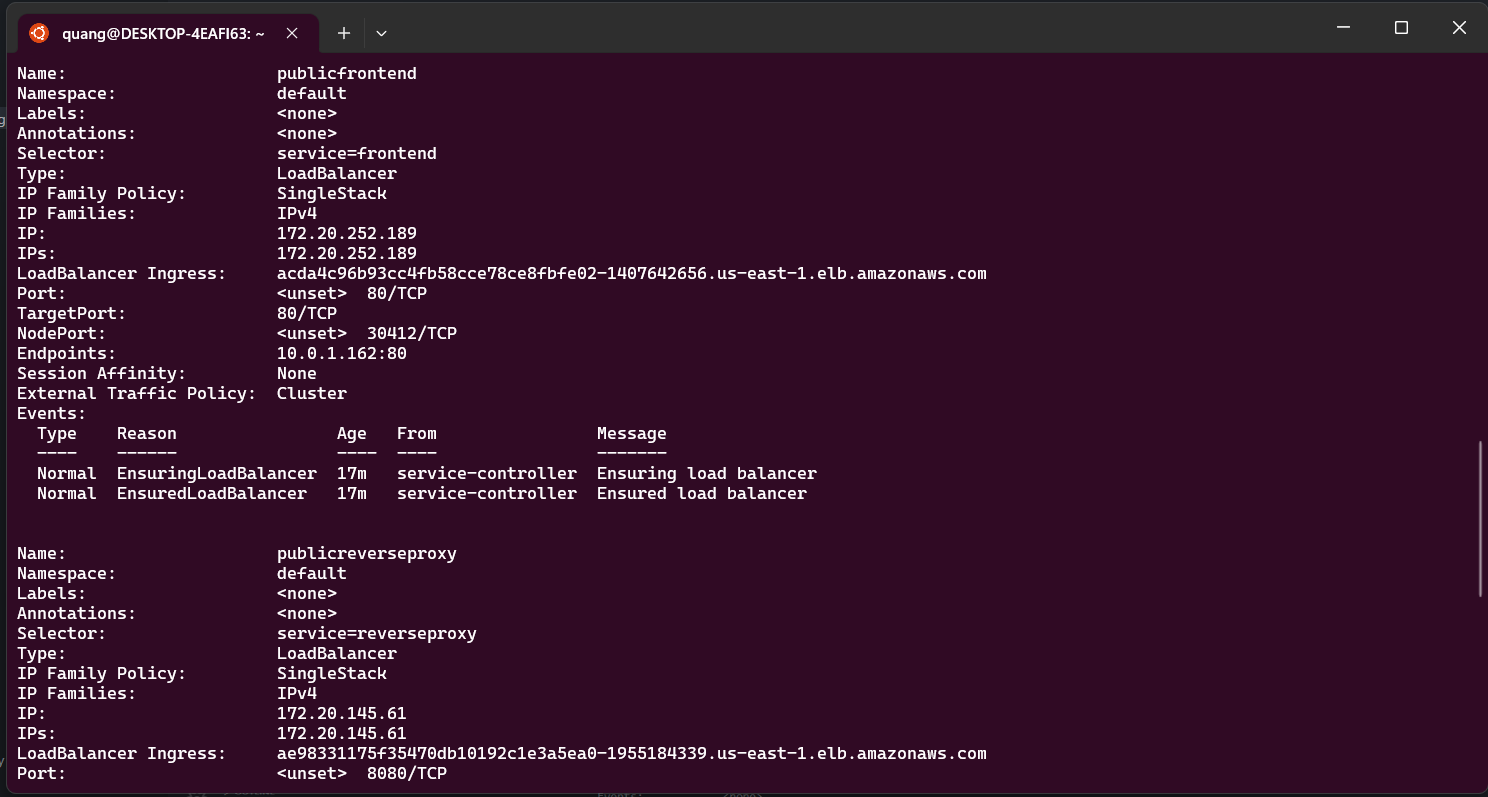 quang@DESKTOP-4EAFI63: ~
Name: publicfrontend
Namespace: default
Labels: <none>
Annotations: <none>
Selector: service=frontend
Type: LoadBalancer
IP Family Policy: SingleStack
IP Families: IPv4
IP: 172.20.252.189
IPs: 172.20.252.189
LoadBalancer Ingress: acda4c96b93cc4fb58cce78ce8fbfe02-1407642656.us-east-1.elb.amazonaws.com
Port: <unset> 80/TCP
TargetPort: 80/TCP
NodePort: <unset> 30412/TCP
Endpoints: 10.0.1.162:80
Session Affinity: None
External Traffic Policy: Cluster
Events:
Type Reason Age From Message
---- ------ ---- ---- -------
Normal EnsuringLoadBalancer 17m service-controller Ensuring load balancer
Normal EnsuredLoadBalancer 17m service-controller Ensured load balancer
Name: publicreverseproxy
Namespace: default
Labels: <none>
Annotations: <none>
Selector: service=reverseproxy
Type: LoadBalancer
IP Family Policy: SingleStack
IP Families: IPv4
IP: 172.20.145.61
IPs: 172.20.145.61
LoadBalancer Ingress: ae98331175f35470db10192c1e3a5ea0-1955184339.us-east-1.elb.amazonaws.com
Port: <unset> 8080/TCP